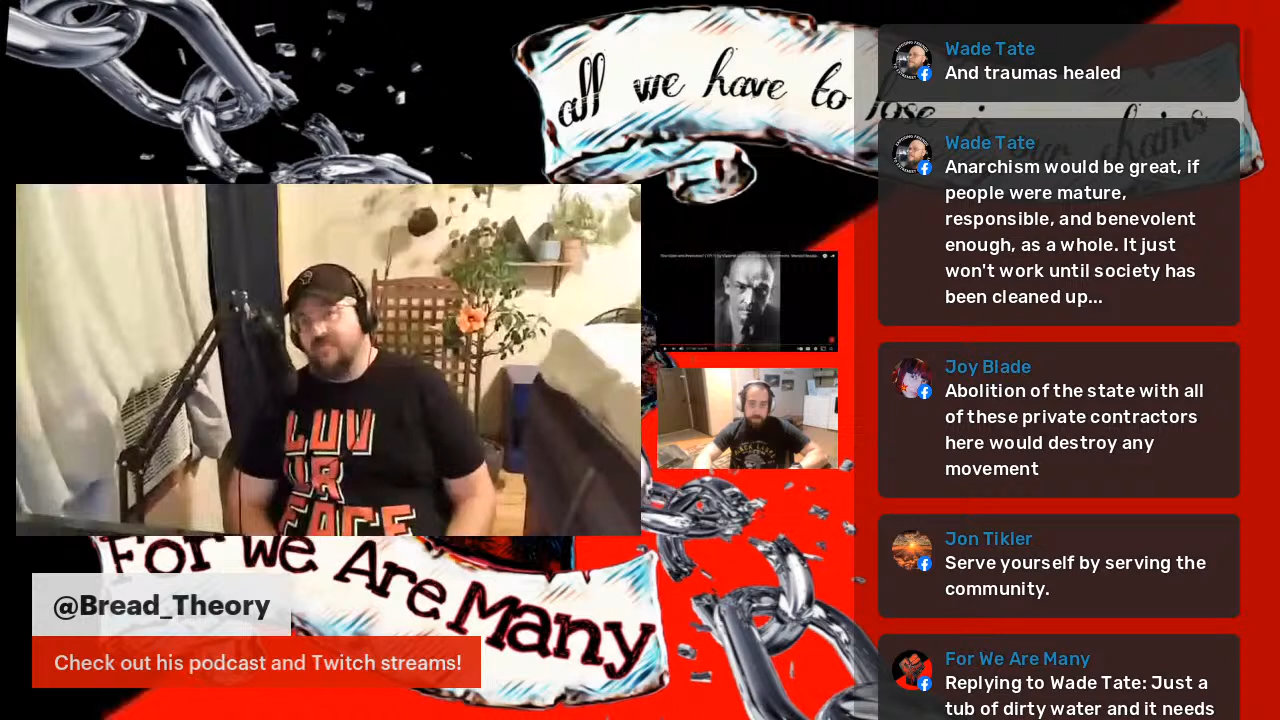 all we have to lose is our chains
Wade Tate
And traumas healed
Wade Tate
Anarchism would be great, if
people were mature,
responsible, and benevolent
enough, as a whole. It just
won't work until society has
been cleaned up...
Joy Blade
Abolition of the state with all
of these private contractors
here would destroy any
movement
Jon Tikler
Serve yourself by serving the
community.
For We Are Many
Replying to Wade Tate: Just a
tub of dirty water and it needs
LUV
UR
For We Are Many
@Bread_Theory
Check out his podcast and Twitch streams!